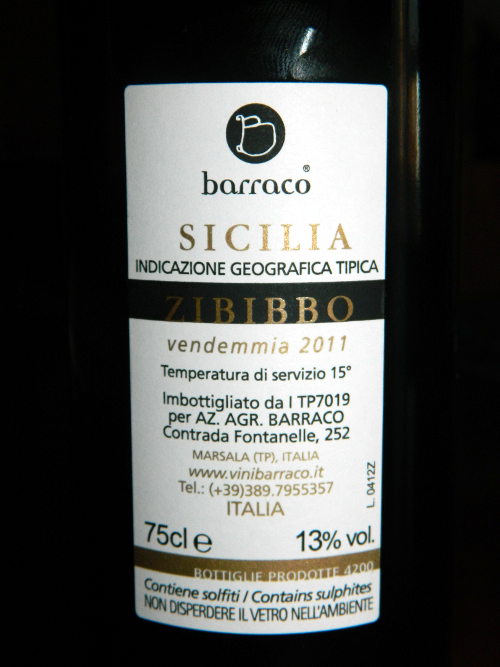 B
barraco®
SICILIA
INDICAZIONE GEOGRAFICA TIPICA
ZIBIBBO
vendemmia 2011
Temperatura di servizio 15°
Imbottigliato da I TP7019
per AZ. AGR. BARRACO
Contrada Fontanelle, 252
MARSALA (TP), ITALIA
www.vinibarraco.it
Tel.: (+39)389.7955357
ITALIA
L. 0412Z
75cl e 13% vol.
BOTTIGLIE PRODOTTE 4200
Contiene solfiti / Contains sulphites
NON DISPERDERE IL VETRO NELL'AMBIENTE